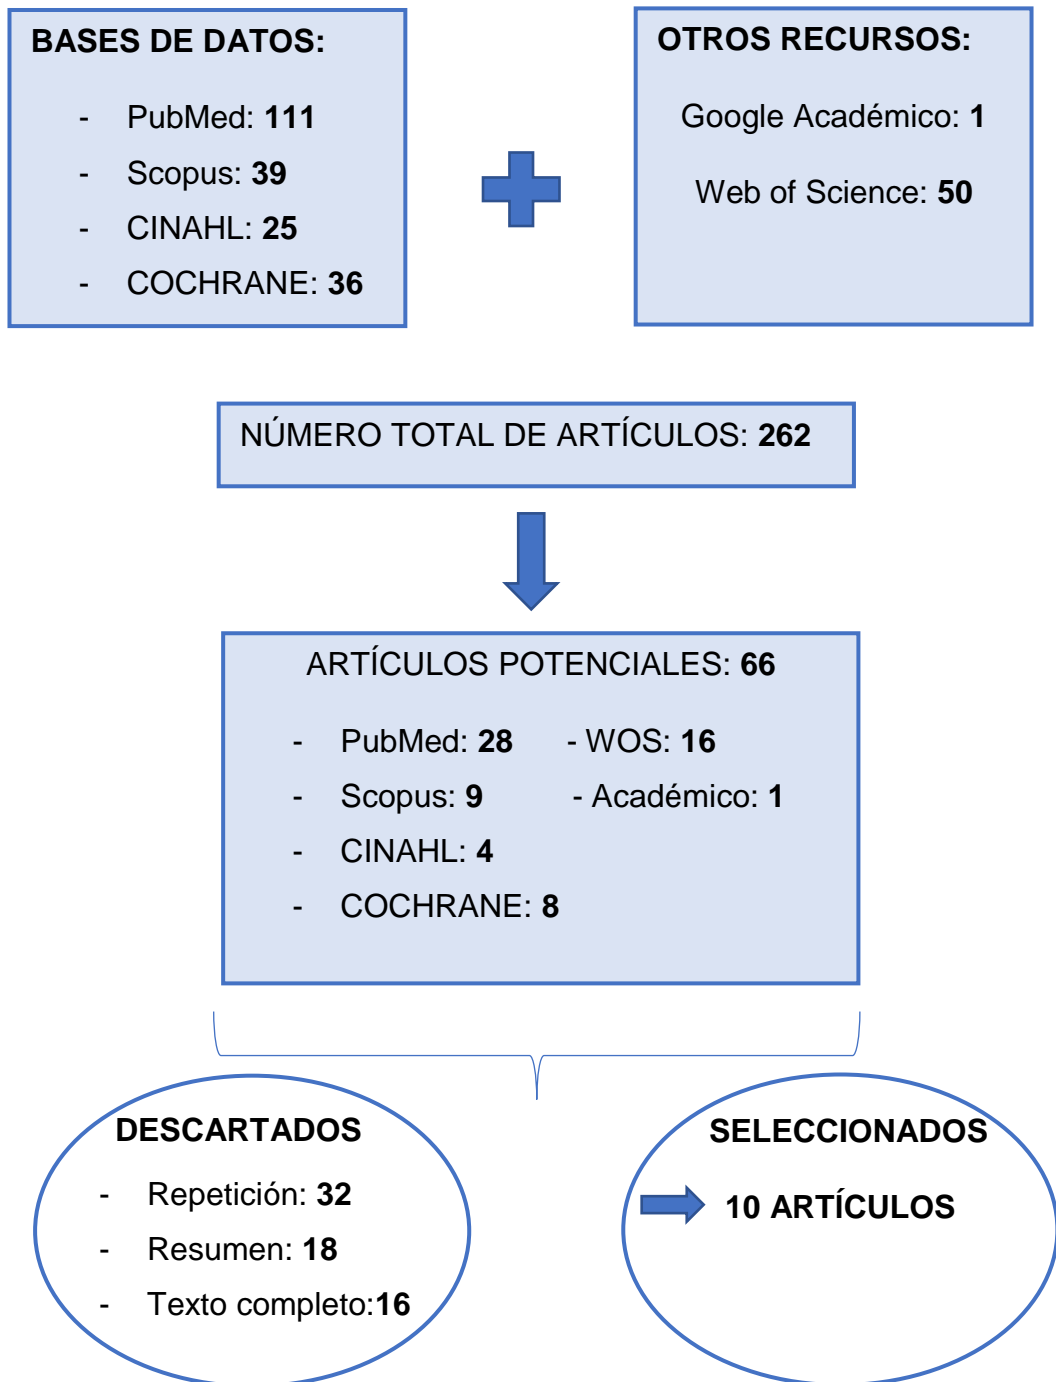 BASES DE DATOS:
- PubMed: 111
- Scopus: 39
- CINAHL: 25
- COCHRANE: 36
OTROS RECURSOS:
Google Académico: 1
Web of Science: 50
NÚMERO TOTAL DE ARTÍCULOS: 262
ARTÍCULOS POTENCIALES: 66
- PubMed: 28 - WOS: 16
- Scopus: 9 - Académico: 1
- CINAHL: 4
- COCHRANE: 8
DESCARTADOS
- Repetición: 32
- Resumen: 18
- Texto completo:16
SELECCIONADOS
10 ARTÍCULOS